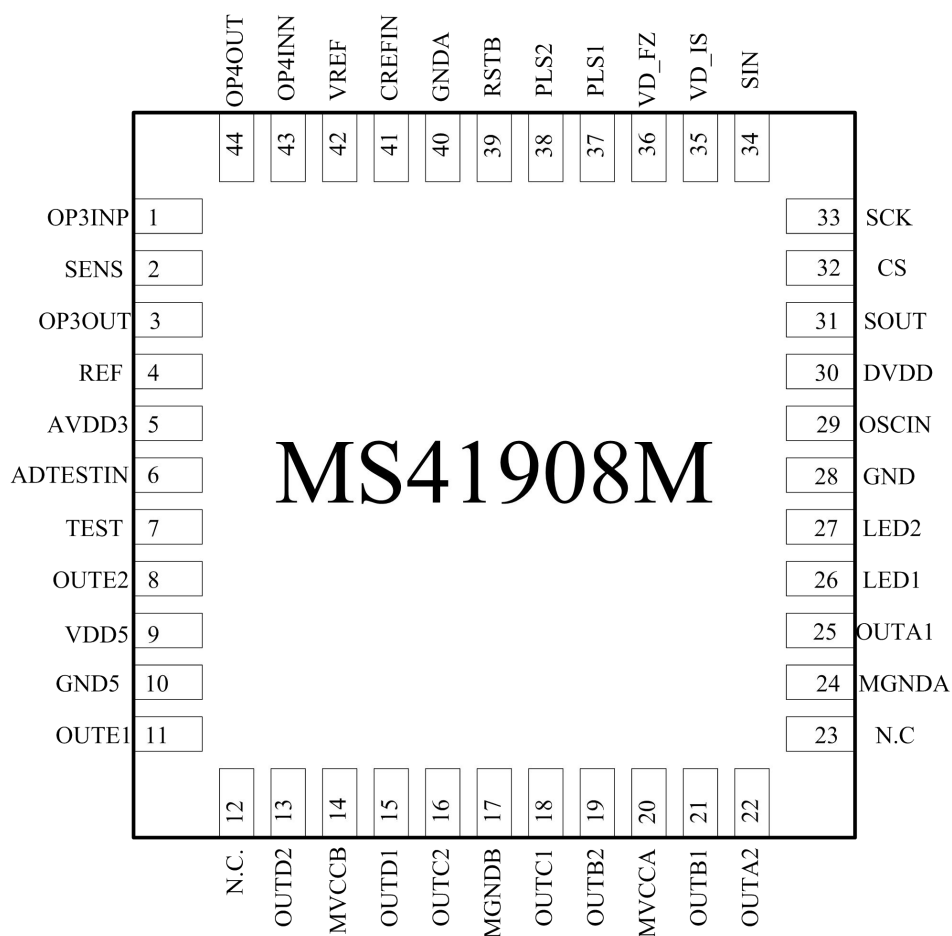 OP4OUT
OP4INN
VREF
CREFIN
GNDA
RSTB
PLS2
PLS1
VD_FZ
VD_IS
SIN
44
43
42
41
40
39
38
37
36
35
34
OP3INP 1
SENS 2
OP3OUT 3
REF 4
AVDD3 5
ADTESTIN 6
TEST 7
OUTE2 8
VDD5 9
GND5 10
OUTE1 11
MS41908M
33 SCK
32 CS
31 SOUT
30 DVDD
29 OSCIN
28 GND
27 LED2
26 LED1
25 OUTA1
24 MGNDA
23 N.C
12
13
14
15
16
17
18
19
20
21
22
N.C.
OUTD2
MVCCB
OUTD1
OUTC2
MGNDB
OUTC1
OUTB2
MVCCA
OUTB1
OUTA2